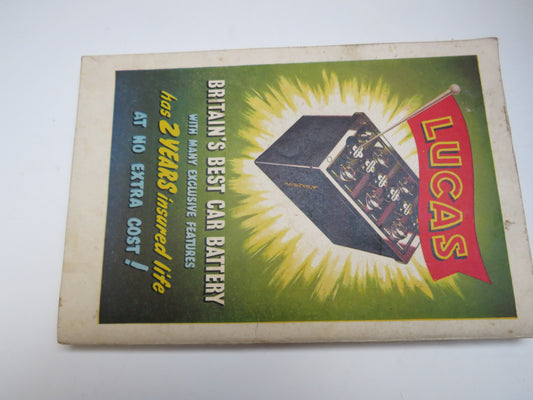 LUCAS
BRITAIN'S BEST CAR BATTERY
WITH MANY EXCLUSIVE FEATURES
has 2 YEARS insured life
AT NO EXTRA COST!